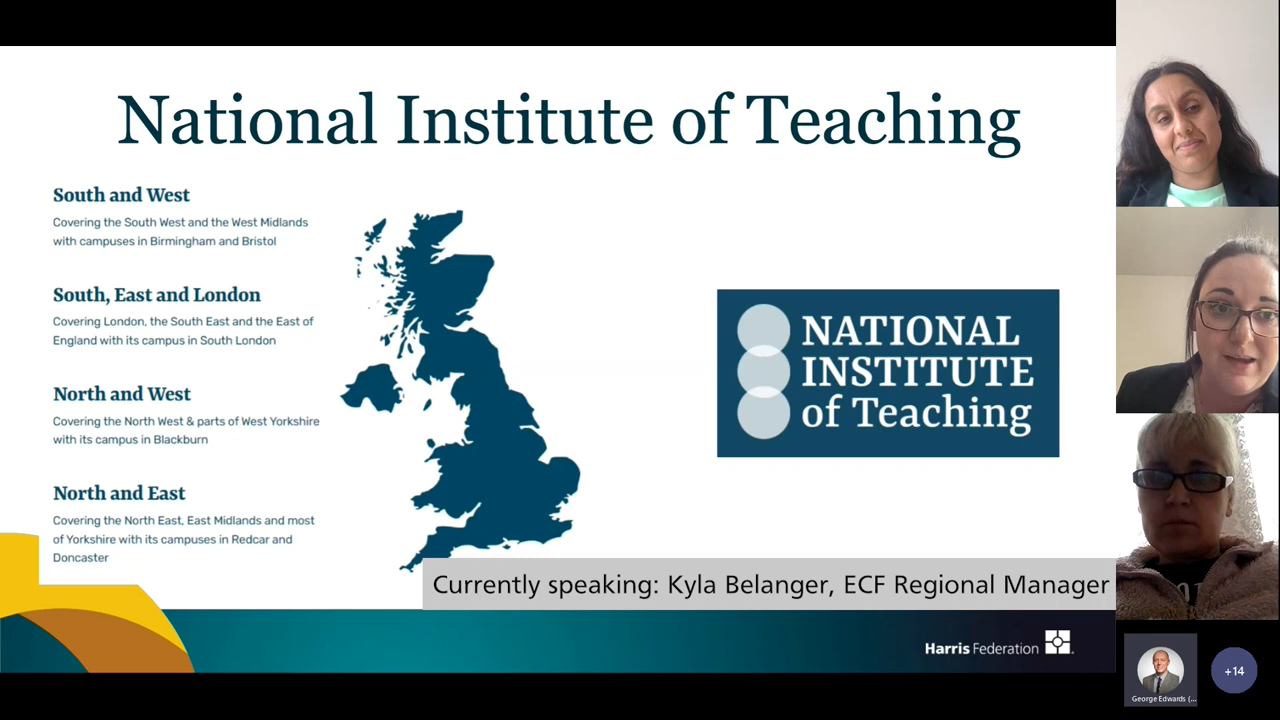 National Institute of Teaching
South and West
Covering the South West and the West Midlands
with campuses in Birmingham and Bristol
South, East and London
Covering London, the South East and the East of
England with its campus in South London
North and West
Covering the North West & parts of West Yorkshire
with its campus in Blackburn
North and East
Covering the North East, East Midlands and most
of Yorkshire with its campuses in Redcar and
Doncaster
NATIONAL
INSTITUTE
of Teaching
Currently speaking: Kyla Belanger, ECF Regional Manager
Harris Federation
George Edwards (...
+14